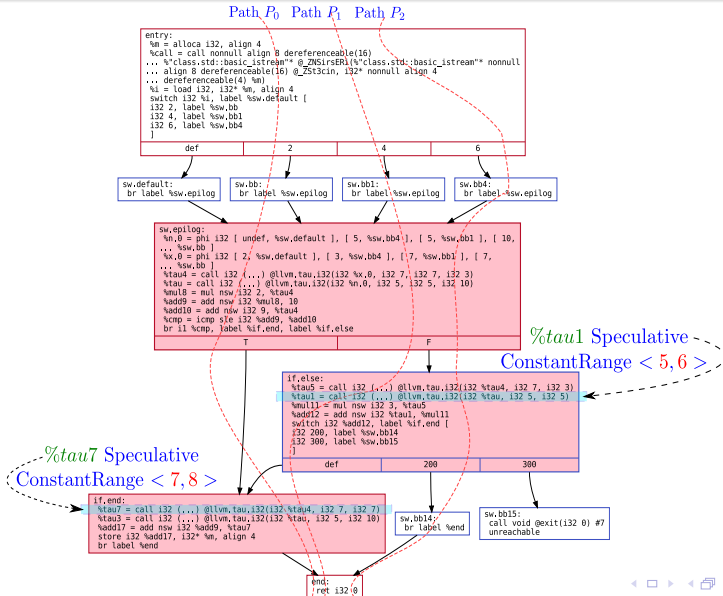 Path P0 Path P1 Path P2
entry:
%m = alloca i32, align 4
%call = call nonnull align 8 dereferenceable(16)
... %"class.std::basic_istream"* @_ZNSirsERi(%"class.std::basic_istream"* nonnull
... align 8 dereferenceable(16) @_ZSt3cin, i32* nonnull align 4
... dereferenceable(4) %m)
%i = load i32, i32* %m, align 4
switch i32 %i, label %sw.default [
i32 2, label %sw.bb
i32 4, label %sw.bb1
i32 6, label %sw.bb4
]
def 2 4 6
sw.default:
br label %sw.epilog
sw.bb:
br label %sw.epilog
sw.bb1:
br label %sw.epilog
sw.bb4:
br label %sw.epilog
sw.epilog:
%n.0 = phi i32 [ undef, %sw.default ], [ 5, %sw.bb4 ], [ 5, %sw.bb1 ], [ 10,
... %sw.bb ]
%x.0 = phi i32 [ 2, %sw.default ], [ 3, %sw.bb4 ], [ 7, %sw.bb1 ], [ 7,
... %sw.bb ]
%tau4 = call i32 (...) @llvm.tau.i32(i32 %x.0, i32 7, i32 7, i32 3)
%tau = call i32 (...) @llvm.tau.i32(i32 %n.0, i32 5, i32 5, i32 10)
%mul8 = mul nsw i32 2, %tau4
%add9 = add nsw i32 %mul8, 10
%add10 = add nsw i32 9, %tau4
%cmp = icmp sle i32 %add9, %add10
br i1 %cmp, label %if.end, label %if.else
T F
%tau1 Speculative
ConstantRange < 5, 6 >
if.else:
%tau5 = call i32 (...) @llvm.tau.i32(i32 %tau4, i32 7, i32 3)
%tau1 = call i32 (...) @llvm.tau.i32(i32 %tau, i32 5, i32 5)
%mul11 = mul nsw i32 3, %tau5
%add12 = add nsw i32 %tau1, %mul11
switch i32 %add12, label %if.end [
i32 200, label %sw.bb14
i32 300, label %sw.bb15
]
def 200 300
%tau7 Speculative
ConstantRange < 7, 8 >
if.end:
%tau7 = call i32 (...) @llvm.tau.i32(i32 %tau4, i32 7, i32 7)
%tau3 = call i32 (...) @llvm.tau.i32(i32 %tau, i32 5, i32 10)
%add17 = add nsw i32 %add9, %tau7
store i32 %add17, i32* %m, align 4
br label %end
sw.bb14:
br label %end
sw.bb15:
call void @exit(i32 0) #7
unreachable
end:
ret i32 0